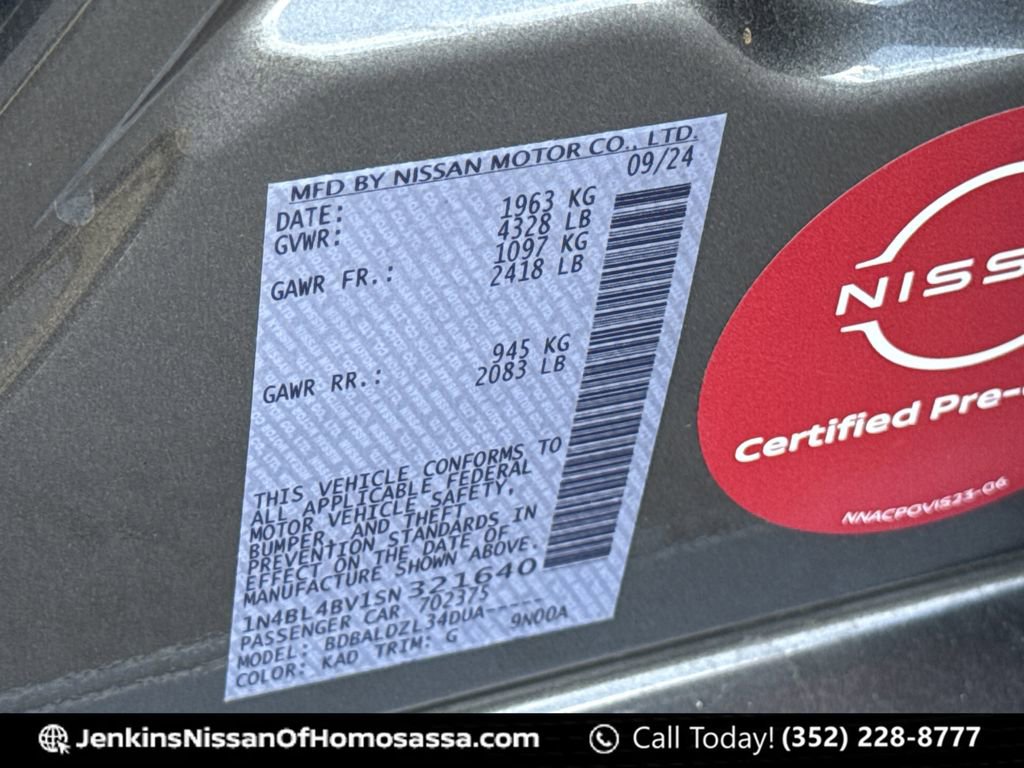 MFD BY NISSAN MOTOR CO., LTD.
DATE: 09/24
GVWR: 1963 KG
4328 LB
GAWR FR.: 1097 KG
2418 LB
GAWR RR.: 945 KG
2083 LB
THIS VEHICLE CONFORMS TO
ALL APPLICABLE FEDERAL
MOTOR VEHICLE SAFETY,
BUMPER, AND THEFT
PREVENTION STANDARDS IN
EFFECT ON THE DATE OF
MANUFACTURE SHOWN ABOVE.
1N4BL4BV1SN321640
PASSENGER CAR 702375
MODEL: BDBALDZL34DUA-----
COLOR: KAD TRIM: G 9N00A
NISS
Certified Pre-
NNACPOVIS23-06
JenkinsNissanOfHomosassa.com
Call Today! (352) 228-8777